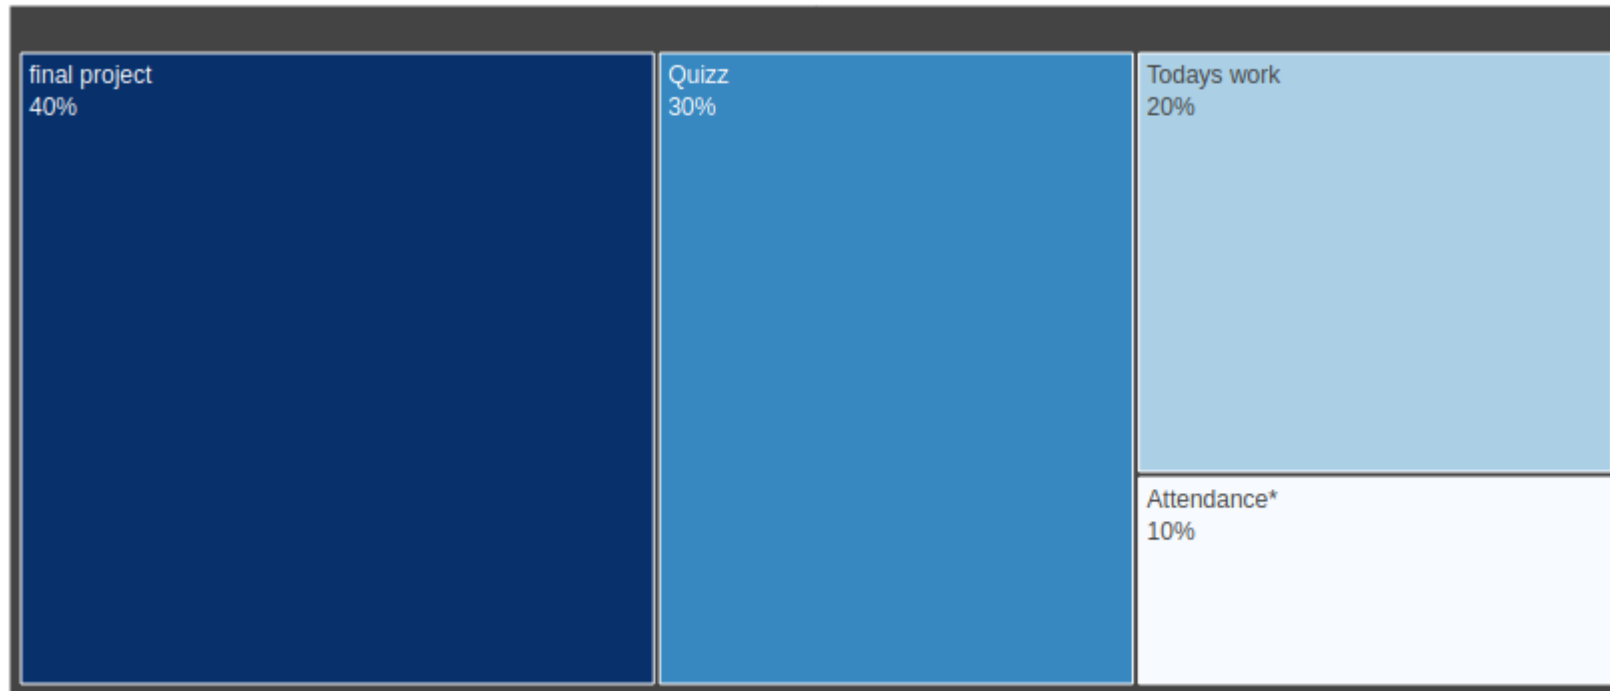 final project
40%
Quizz
30%
Todays work
20%
Attendance*
10%